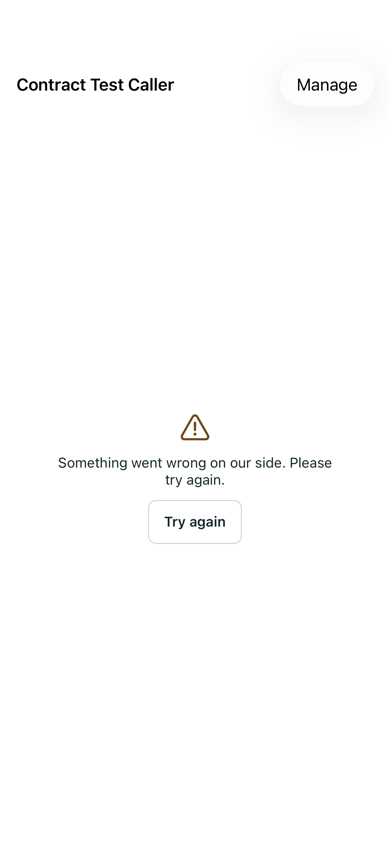 Contract Test Caller
Manage
Something went wrong on our side. Please
try again.
Try again